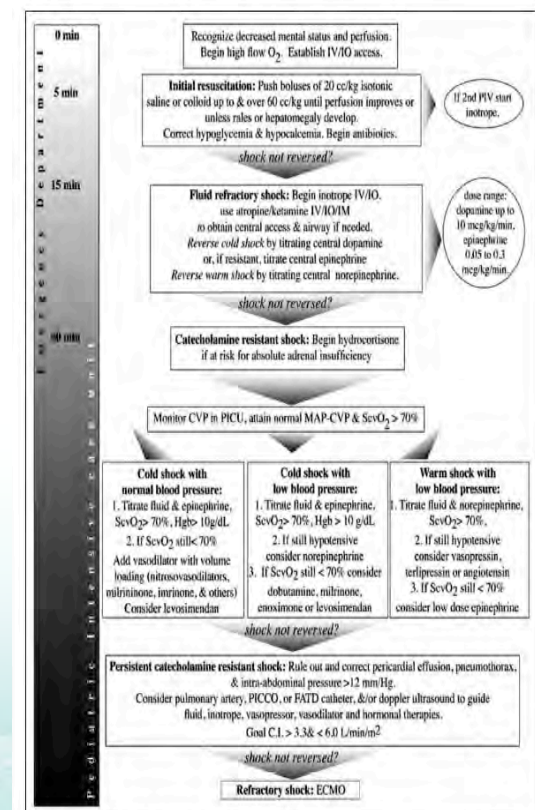 0 min
5 min
15 min
60 min
Emergency Department
Pediatric Intensive care unit
Recognize decreased mental status and perfusion.
Begin high flow O₂. Establish IV/IO access.
Initial resuscitation: Push boluses of 20 cc/kg isotonic
saline or colloid up to & over 60 cc/kg until perfusion improves or
unless rales or hepatomegaly develop.
Correct hypoglycemia & hypocalcemia. Begin antibiotics.
If 2nd PIV start
inotrope.
shock not reversed?
Fluid refractory shock: Begin inotrope IV/IO.
use atropine/ketamine IV/IO/IM
to obtain central access & airway if needed.
Reverse cold shock by titrating central dopamine
or, if resistant, titrate central epinephrine
Reverse warm shock by titrating central norepinephrine.
dose range:
dopamine up to
10 mcg/kg/min,
epinephrine
0.05 to 0.3
mcg/kg/min.
shock not reversed?
Catecholamine resistant shock: Begin hydrocortisone
if at risk for absolute adrenal insufficiency
Monitor CVP in PICU, attain normal MAP-CVP & ScvO₂ > 70%
Cold shock with
normal blood pressure:
1. Titrate fluid & epinephrine,
ScvO₂> 70%, Hgb> 10g/dL
2. If ScvO₂ still<70%
Add vasodilator with volume
loading (nitrosovasodilators,
milrinone, imrinone, & others)
Consider levosimendan
Cold shock with
low blood pressure:
1. Titrate fluid & epinephrine,
ScvO₂> 70%, Hgb > 10 g/dL
2. If still hypotensive
consider norepinephrine
3. If ScvO₂ still < 70% consider
dobutamine, milrinone,
enoximone or levosimendan
Warm shock with
low blood pressure:
1. Titrate fluid & norepinephrine,
ScvO₂> 70%,
2. If still hypotensive
consider vasopressin,
terlipressin or angiotensin
3. If ScvO₂ still < 70%
consider low dose epinephrine
shock not reversed?
Persistent catecholamine resistant shock: Rule out and correct pericardial effusion, pneumothorax,
& intra-abdominal pressure >12 mm/Hg.
Consider pulmonary artery, PICCO, or FATD catheter, &/or doppler ultrasound to guide
fluid, inotrope, vasopressor, vasodilator and hormonal therapies.
Goal C.I. > 3.3& < 6.0 L/min/m²
shock not reversed?
Refractory shock: ECMO